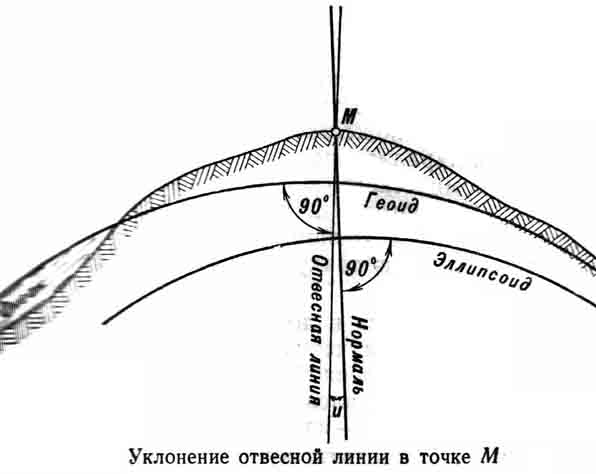 M
Геоид
90°
Эллипсоид
90°
Отвесная линия
Нормаль
u
Уклонение отвесной линии в точке М